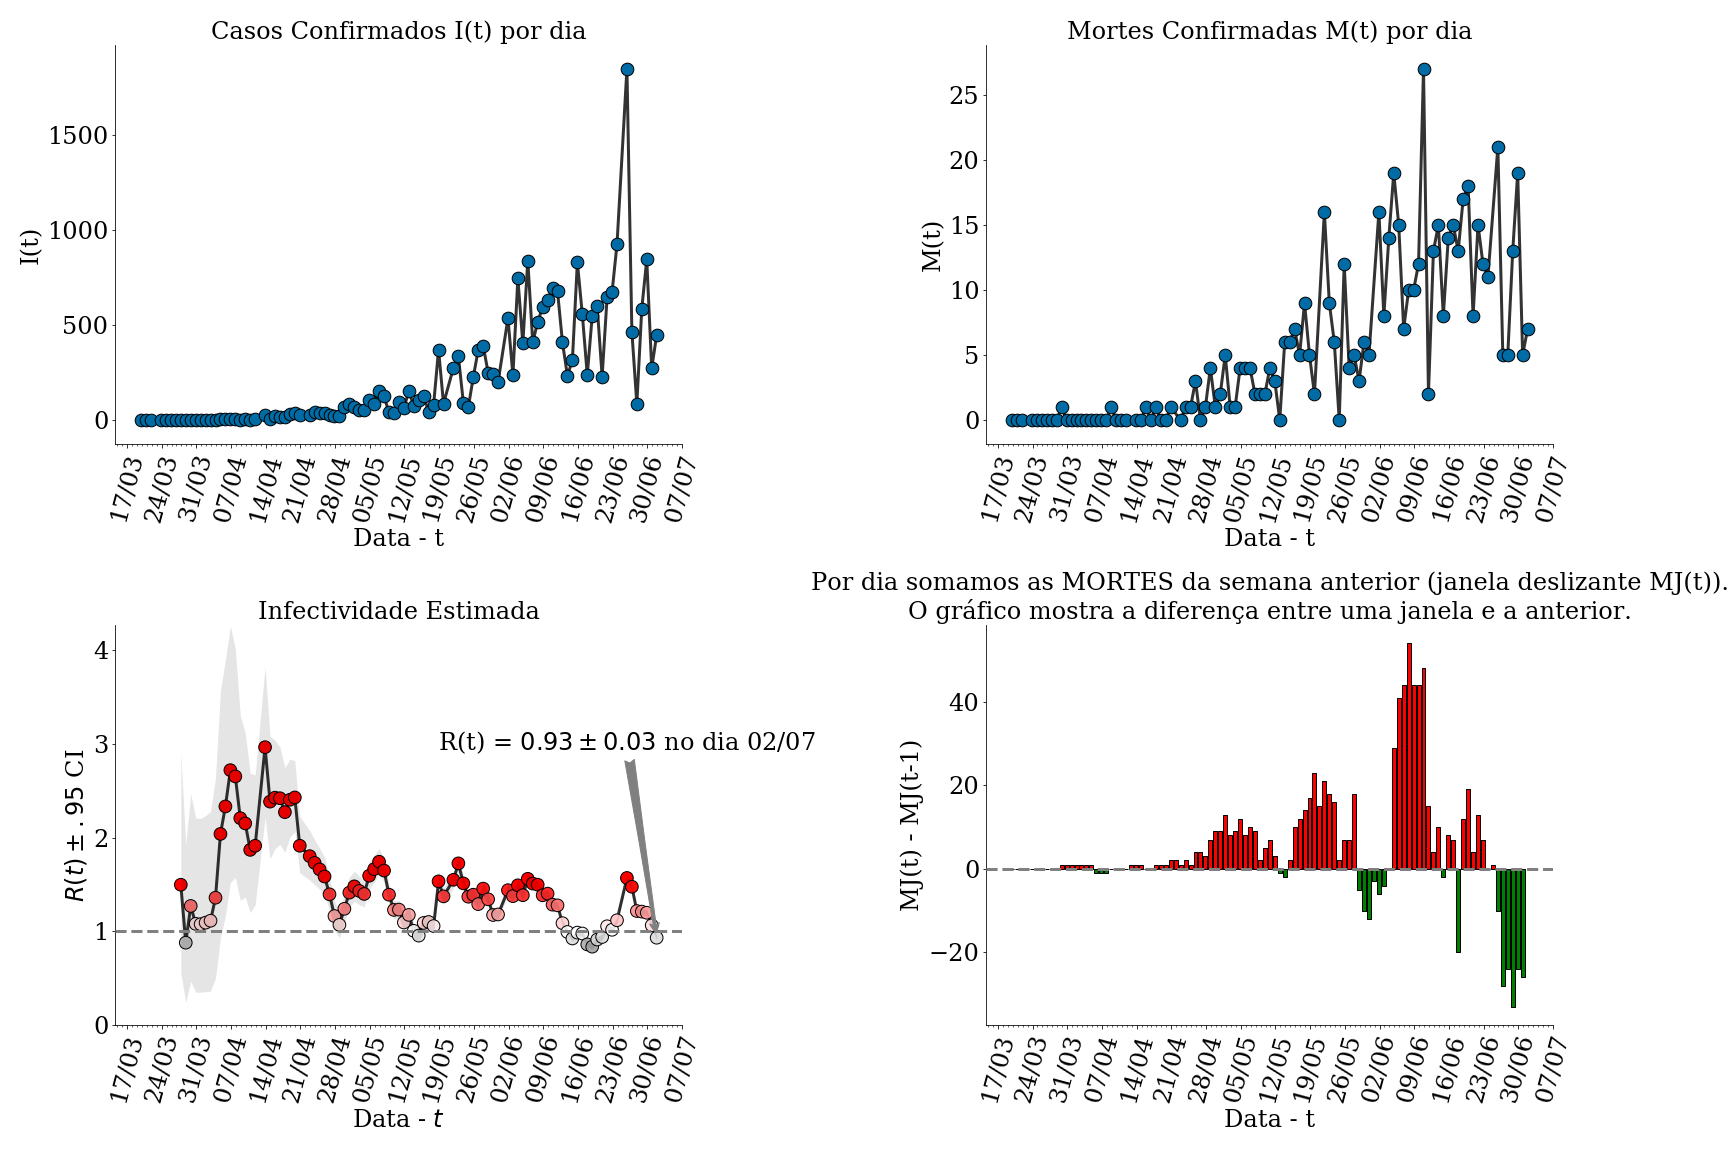 Casos Confirmados I(t) por dia
I(t)
1500
1000
500
0
17/03 24/03 31/03 07/04 14/04 21/04 28/04 05/05 12/05 19/05 26/05 02/06 09/06 16/06 23/06 30/06 07/07
Data - t
Mortes Confirmadas M(t) por dia
M(t)
25
20
15
10
5
0
17/03 24/03 31/03 07/04 14/04 21/04 28/04 05/05 12/05 19/05 26/05 02/06 09/06 16/06 23/06 30/06 07/07
Data - t
Infectividade Estimada
R(t) ± .95 CI
4
3
2
1
0
R(t) = 0.93 ± 0.03 no dia 02/07
17/03 24/03 31/03 07/04 14/04 21/04 28/04 05/05 12/05 19/05 26/05 02/06 09/06 16/06 23/06 30/06 07/07
Data - t
Por dia somamos as MORTES da semana anterior (janela deslizante MJ(t)).
O gráfico mostra a diferença entre uma janela e a anterior.
MJ(t) - MJ(t-1)
40
20
0
−20
17/03 24/03 31/03 07/04 14/04 21/04 28/04 05/05 12/05 19/05 26/05 02/06 09/06 16/06 23/06 30/06 07/07
Data - t